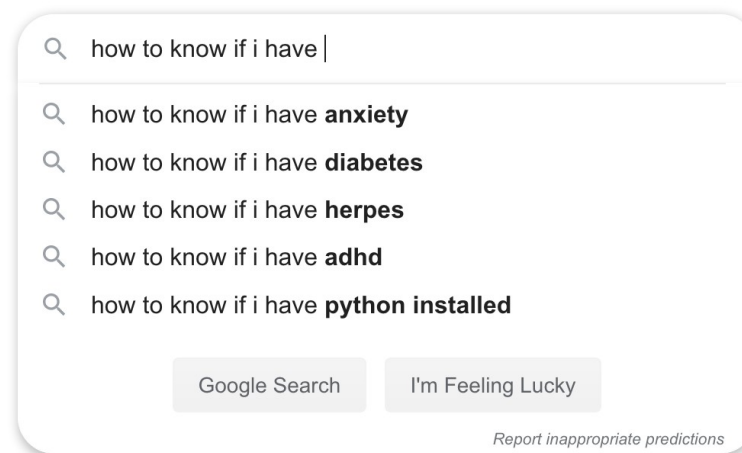 how to know if i have
how to know if i have anxiety
how to know if i have diabetes
how to know if i have herpes
how to know if i have adhd
how to know if i have python installed
Google Search
I'm Feeling Lucky
Report inappropriate predictions